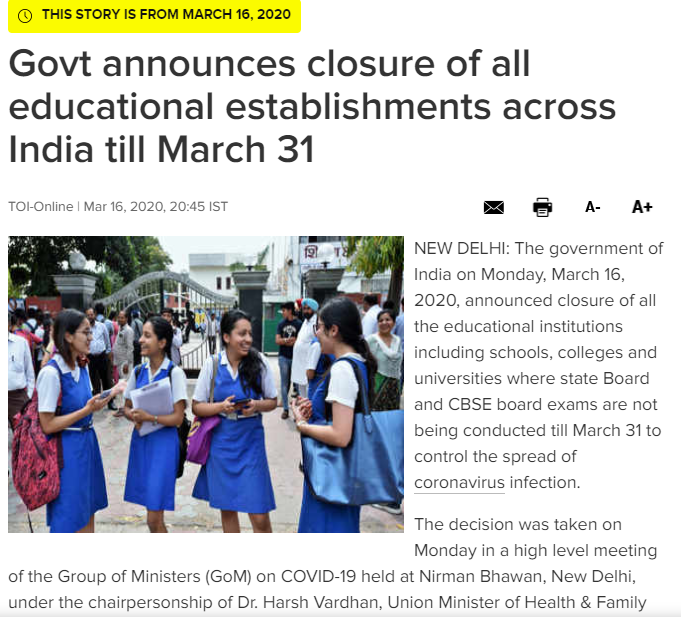 THIS STORY IS FROM MARCH 16, 2020
Govt announces closure of all
educational establishments across
India till March 31
TOI-Online | Mar 16, 2020, 20:45 IST
A-
A+
NEW DELHI: The government of
India on Monday, March 16,
2020, announced closure of all
the educational institutions
including schools, colleges and
universities where state Board
and CBSE board exams are not
being conducted till March 31 to
control the spread of
coronavirus infection.
The decision was taken on
Monday in a high level meeting
of the Group of Ministers (GoM) on COVID-19 held at Nirman Bhawan, New Delhi,
under the chairpersonship of Dr. Harsh Vardhan, Union Minister of Health & Family